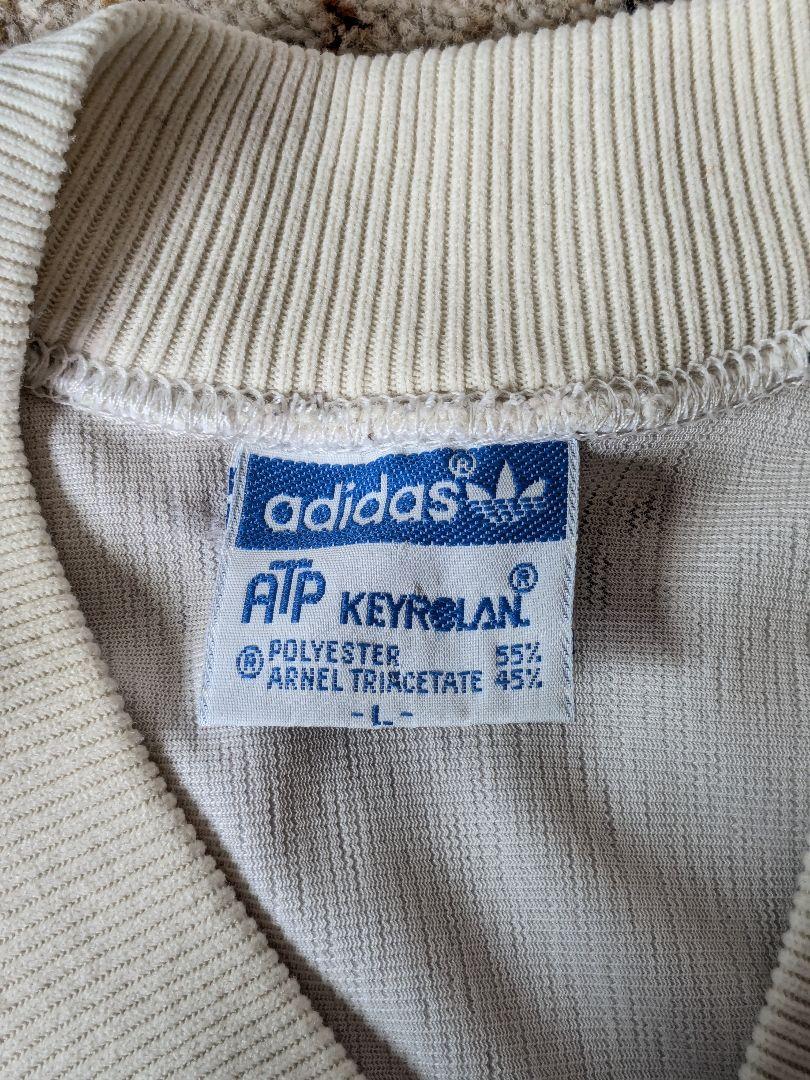 adidas®
ATP KEYROLAN®
® POLYESTER 55%
ARNEL TRIACETATE 45%
- L -